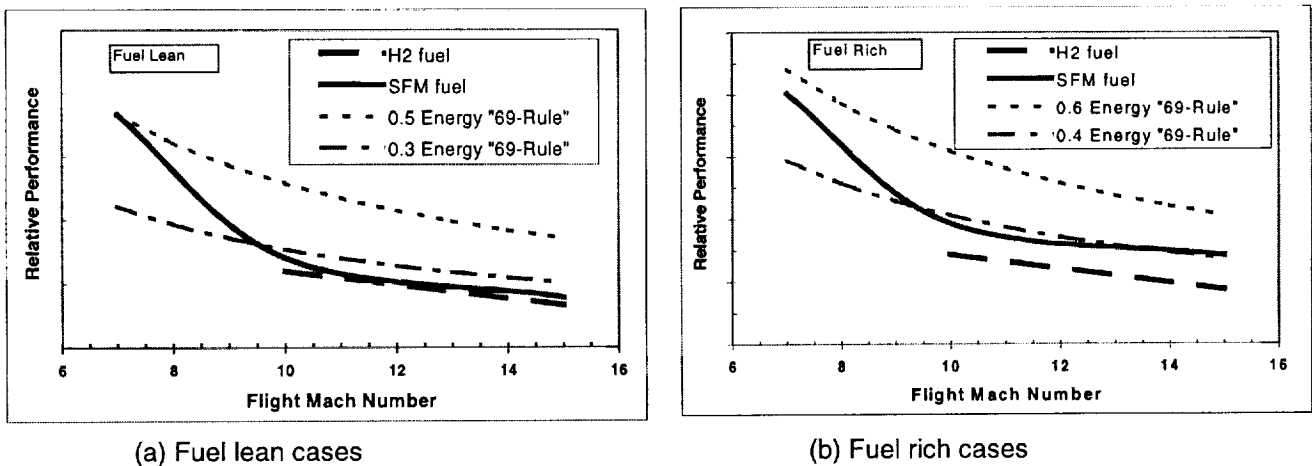 Fuel Lean
*H2 fuel
SFM fuel
0.5 Energy "69-Rule"
0.3 Energy "69-Rule"
Relative Performance
6 8 10 12 14 16
Flight Mach Number
(a) Fuel lean cases
Fuel Rich
*H2 fuel
SFM fuel
0.6 Energy "69-Rule"
0.4 Energy "69-Rule"
Relative Performance
6 8 10 12 14 16
Flight Mach Number
(b) Fuel rich cases